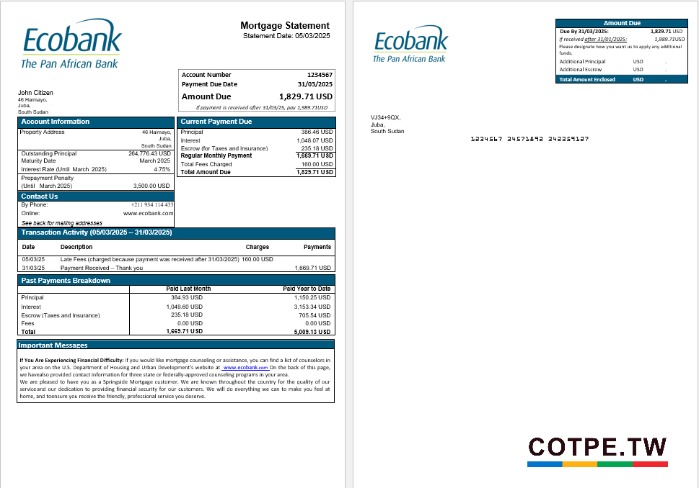 Ecobank
The Pan African Bank
Mortgage Statement
Statement Date: 05/03/2025
Account Number 1234567
Payment Due Date 31/03/2025
Amount Due 1,829.71 USD
If payment is received after 31/03/25, pay 1,989.71USD
John Citizen
46 Haimayo,
Juba,
South Sudan
Account Information
Property Address 46 Haimayo,
Juba,
South Sudan
Outstanding Principal 264,776.43 USD
Maturity Date March 2025
Interest Rate (Until March 2025) 4.75%
Prepayment Penalty
(Until March 2025) 3,500.00 USD
Contact Us
By Phone: +211 954 114 455
Online: www.ecobank.com
See back for mailing addresses
Current Payment Due
Principal 386.46 USD
Interest 1,048.07 USD
Escrow (for Taxes and Insurance) 235.18 USD
Regular Monthly Payment 1,669.71 USD
Total Fees Charged 160.00 USD
Total Amount Due 1,829.71 USD
Transaction Activity (05/03/2025 – 31/03/2025)
Date Description Charges Payments
05/03/25 Late Fees (charged because payment was received after 31/03/2025) 160.00 USD
31/03/25 Payment Received – Thank you 1,669.71 USD
Past Payments Breakdown
Paid Last Month Paid Year to Date
Principal 384.93 USD 1,150.25 USD
Interest 1,049.60 USD 3,153.34 USD
Escrow (Taxes and Insurance) 235.18 USD 705.54 USD
Fees 0.00 USD 0.00 USD
Total 1,669.71 USD 5,009.13 USD
Important Messages
If You Are Experiencing Financial Difficulty: If you would like mortgage counseling or assistance, you can find a list of counselors in
your area on the U.S. Department of Housing and Urban Development's website at www.ecobank.com On the back of this page,
we havealso provided contact information for three state or federally-approved counseling programs in your area.
We are pleased to have you as a Springside Mortgage customer. We are known throughout the country for the quality of our
serviceand our dedication to providing financial security for our customers. We will do everything we can to make you feel at
home, and toensure you receive the friendly, professional service you deserve.
Ecobank
The Pan African Bank
Amount Due
Due By 31/03/2025: 1,829.71 USD
If received after 31/03/2025: 1,989.71USD
Please designate how you want us to apply any additional
funds.
Additional Principal USD
Additional Escrow USD
Total Amount Enclosed USD
VJ34+9QX,
Juba,
South Sudan
COTPE.TW